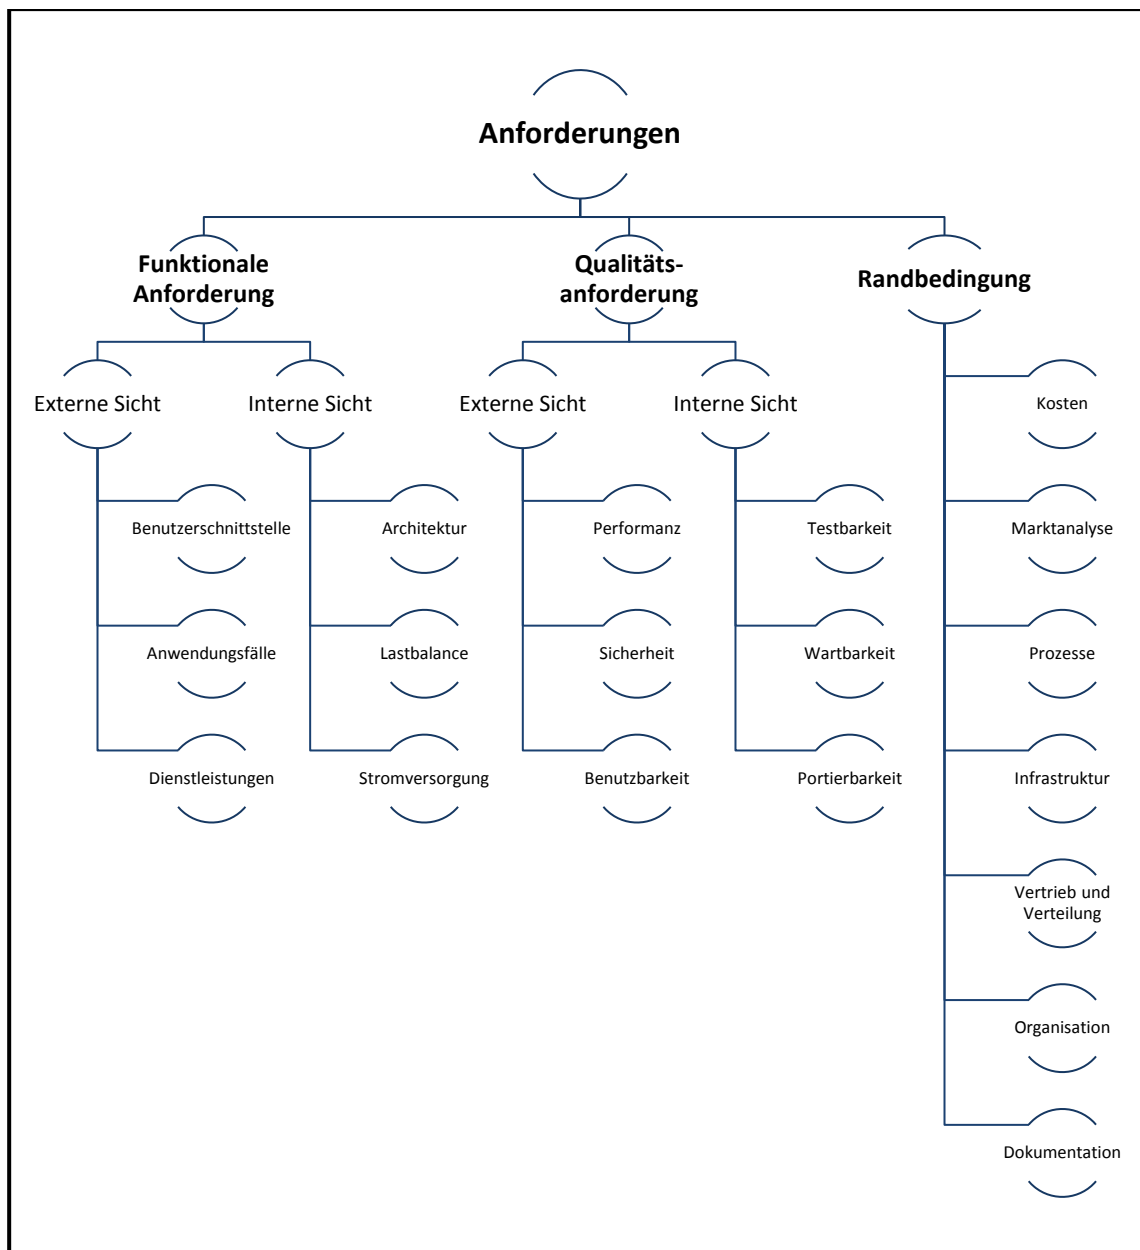 Anforderungen
Funktionale
Anforderung
Qualitäts-
anforderung
Randbedingung
Externe Sicht
Interne Sicht
Externe Sicht
Interne Sicht
Kosten
Benutzerschnittstelle
Architektur
Performanz
Testbarkeit
Marktanalyse
Anwendungsfälle
Lastbalance
Sicherheit
Wartbarkeit
Prozesse
Dienstleistungen
Stromversorgung
Benutzbarkeit
Portierbarkeit
Infrastruktur
Vertrieb und
Verteilung
Organisation
Dokumentation